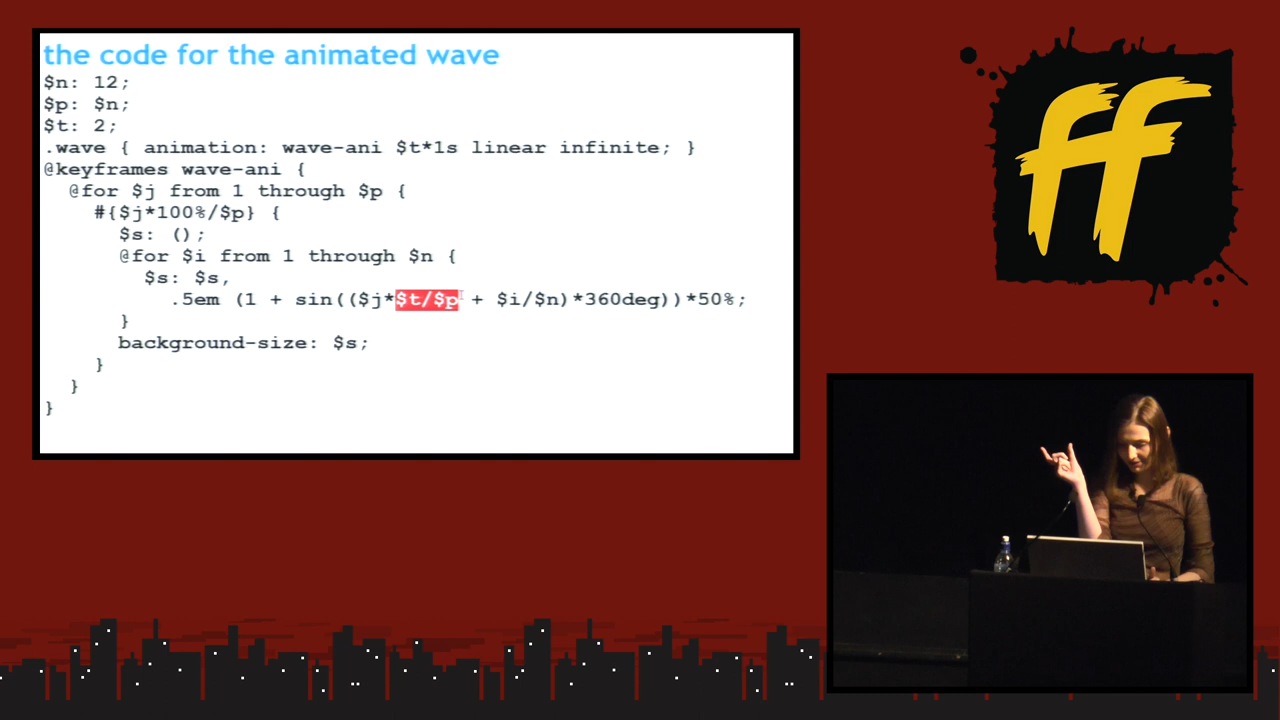 the code for the animated wave
$n: 12;
$p: $n;
$t: 2;
.wave { animation: wave-ani $t*1s linear infinite; }
@keyframes wave-ani {
@for $j from 1 through $p {
#{$j*100%/$p} {
$s: ();
@for $i from 1 through $n {
$s: $s,
.5em (1 + sin(($j*$t/$p + $i/$n)*360deg))*50%;
}
background-size: $s;
}
}
}
ff